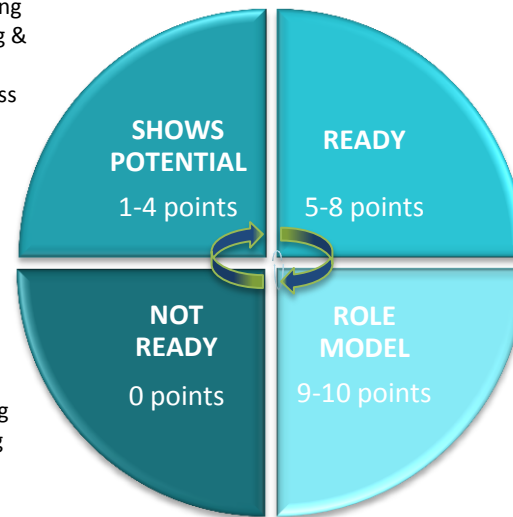 SHOWS
POTENTIAL
1-4 points
READY
5-8 points
NOT
READY
0 points
ROLE
MODEL
9-10 points